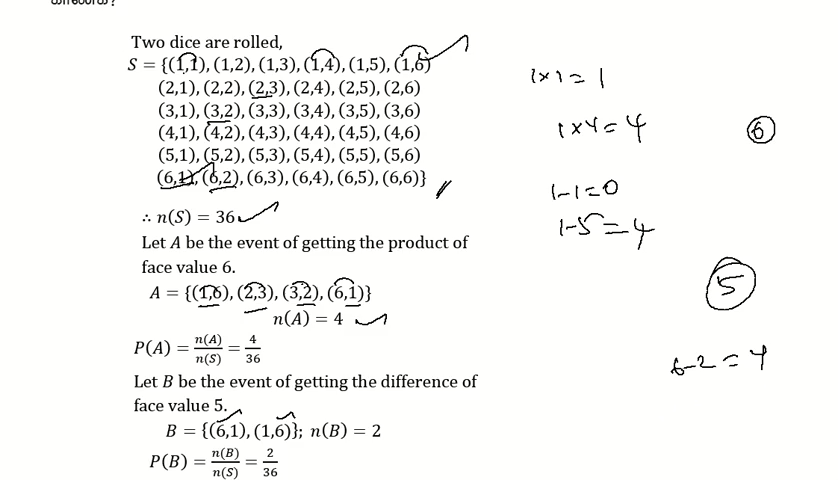 Two dice are rolled,
S = {(1,1), (1,2), (1,3), (1,4), (1,5), (1,6)
(2,1), (2,2), (2,3), (2,4), (2,5), (2,6)
(3,1), (3,2), (3,3), (3,4), (3,5), (3,6)
(4,1), (4,2), (4,3), (4,4), (4,5), (4,6)
(5,1), (5,2), (5,3), (5,4), (5,5), (5,6)
(6,1), (6,2), (6,3), (6,4), (6,5), (6,6)}
∴ n(S) = 36
Let A be the event of getting the product of
face value 6.
A = {(1,6), (2,3), (3,2), (6,1)}
n(A) = 4
P(A) = n(A)/n(S) = 4/36
Let B be the event of getting the difference of
face value 5.
B = {(6,1), (1,6)}; n(B) = 2
P(B) = n(B)/n(S) = 2/36
1×1=1
1×4=4
6
1-1=0
1-5=4
5
6-2=4